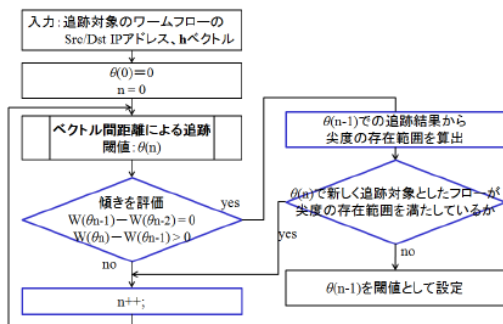 入力：追跡対象のワームフローの
Src/Dst IPアドレス、hベクトル
θ(0)＝0
n = 0
ベクトル間距離による追跡
閾値：θ(n)
傾きを評価
W(θn-1)－W(θn-2)＝0
W(θn)－W(θn-1)＞0
yes
no
n++;
θ(n-1)での追跡結果から
尖度の存在範囲を算出
θ(n)で新しく追跡対象としたフローが
尖度の存在範囲を満たしているか
yes
no
θ(n-1)を閾値として設定